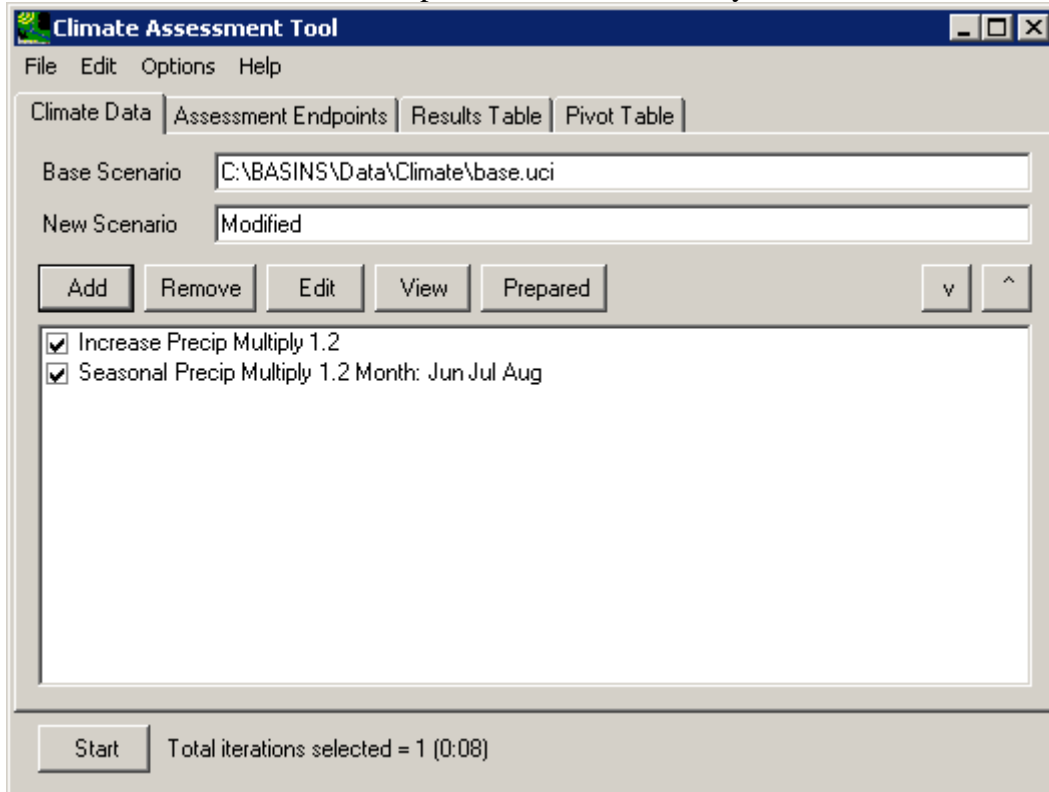 Climate Assessment Tool
File Edit Options Help
Climate Data Assessment Endpoints Results Table Pivot Table
Base Scenario C:\BASINS\Data\Climate\base.uci
New Scenario Modified
Add Remove Edit View Prepared v ^
Increase Precip Multiply 1.2
Seasonal Precip Multiply 1.2 Month: Jun Jul Aug
Start Total iterations selected = 1 (0:08)